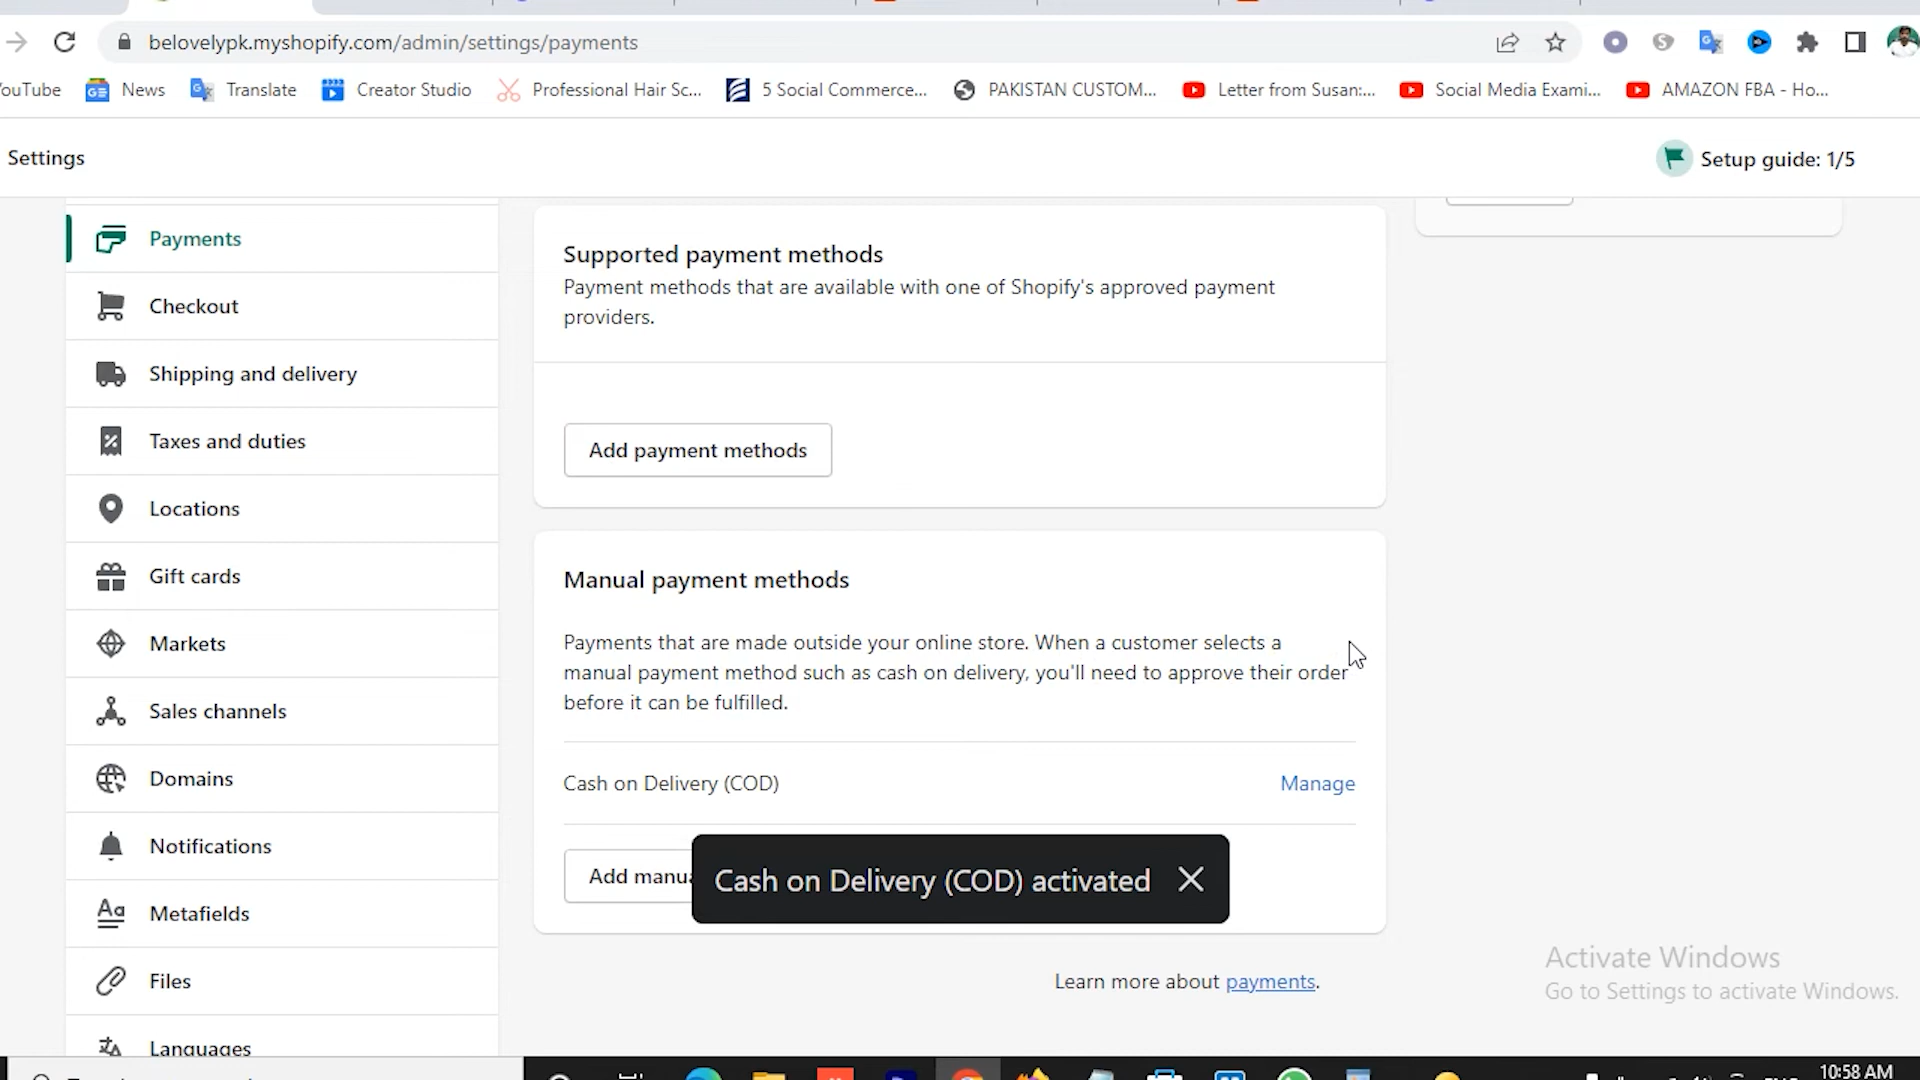 belovelypk.myshopify.com/admin/settings/payments
ouTube News Translate Creator Studio Professional Hair Sc... 5 Social Commerce... PAKISTAN CUSTOM... Letter from Susan:... Social Media Exami... AMAZON FBA - Ho...
Settings
Setup guide: 1/5
Payments
Checkout
Shipping and delivery
Taxes and duties
Locations
Gift cards
Markets
Sales channels
Domains
Notifications
Metafields
Files
Languages
Supported payment methods
Payment methods that are available with one of Shopify's approved payment
providers.
Add payment methods
Manual payment methods
Payments that are made outside your online store. When a customer selects a
manual payment method such as cash on delivery, you'll need to approve their order
before it can be fulfilled.
Cash on Delivery (COD) Manage
Add manua
Cash on Delivery (COD) activated
Learn more about payments.
Activate Windows
Go to Settings to activate Windows.
10:58 AM